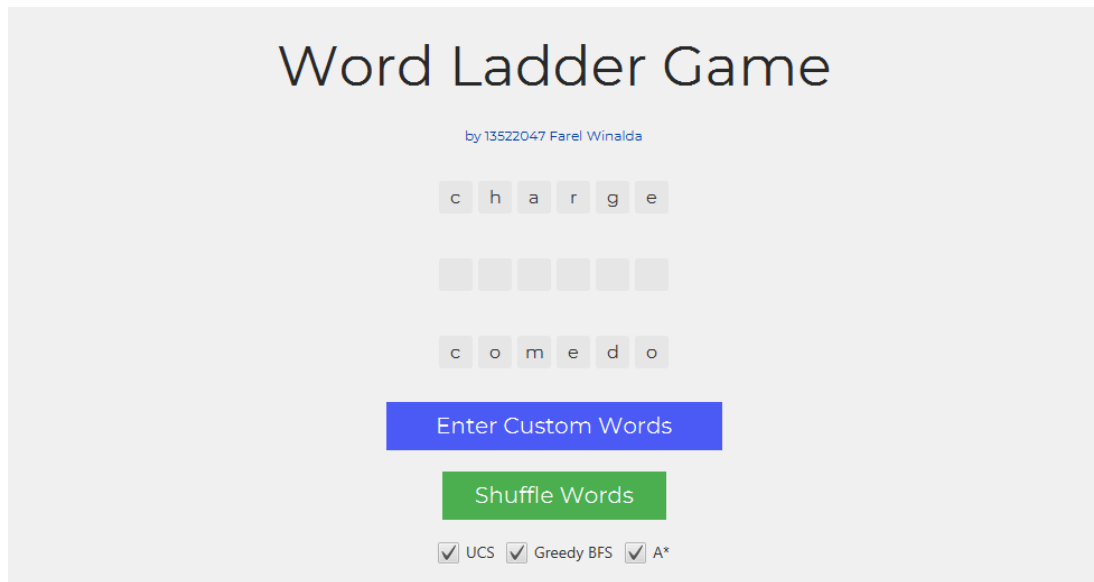 Word Ladder Game
by 13522047 Farel Winalda
c h a r g e
c o m e d o
Enter Custom Words
Shuffle Words
UCS Greedy BFS A*